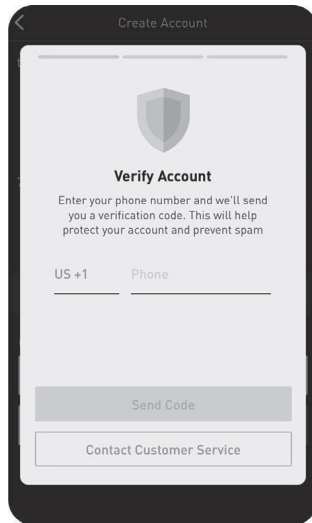 Create Account
Verify Account
Enter your phone number and we'll send
you a verification code. This will help
protect your account and prevent spam
US +1 Phone
Send Code
Contact Customer Service